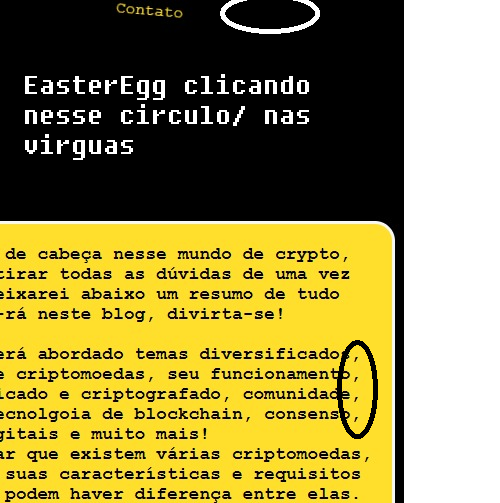 Contato
EasterEgg clicando
nesse circulo/ nas
virguas
de cabeça nesse mundo de crypto,
tirar todas as dúvidas de uma vez
eixarei abaixo um resumo de tudo
-rá neste blog, divirta-se!
erá abordado temas diversificados,
e criptomoedas, seu funcionamento,
icado e criptografado, comunidade,
ecnolgoia de blockchain, consenso,
gitais e muito mais!
ar que existem várias criptomoedas,
suas características e requisitos
podem haver diferença entre elas.